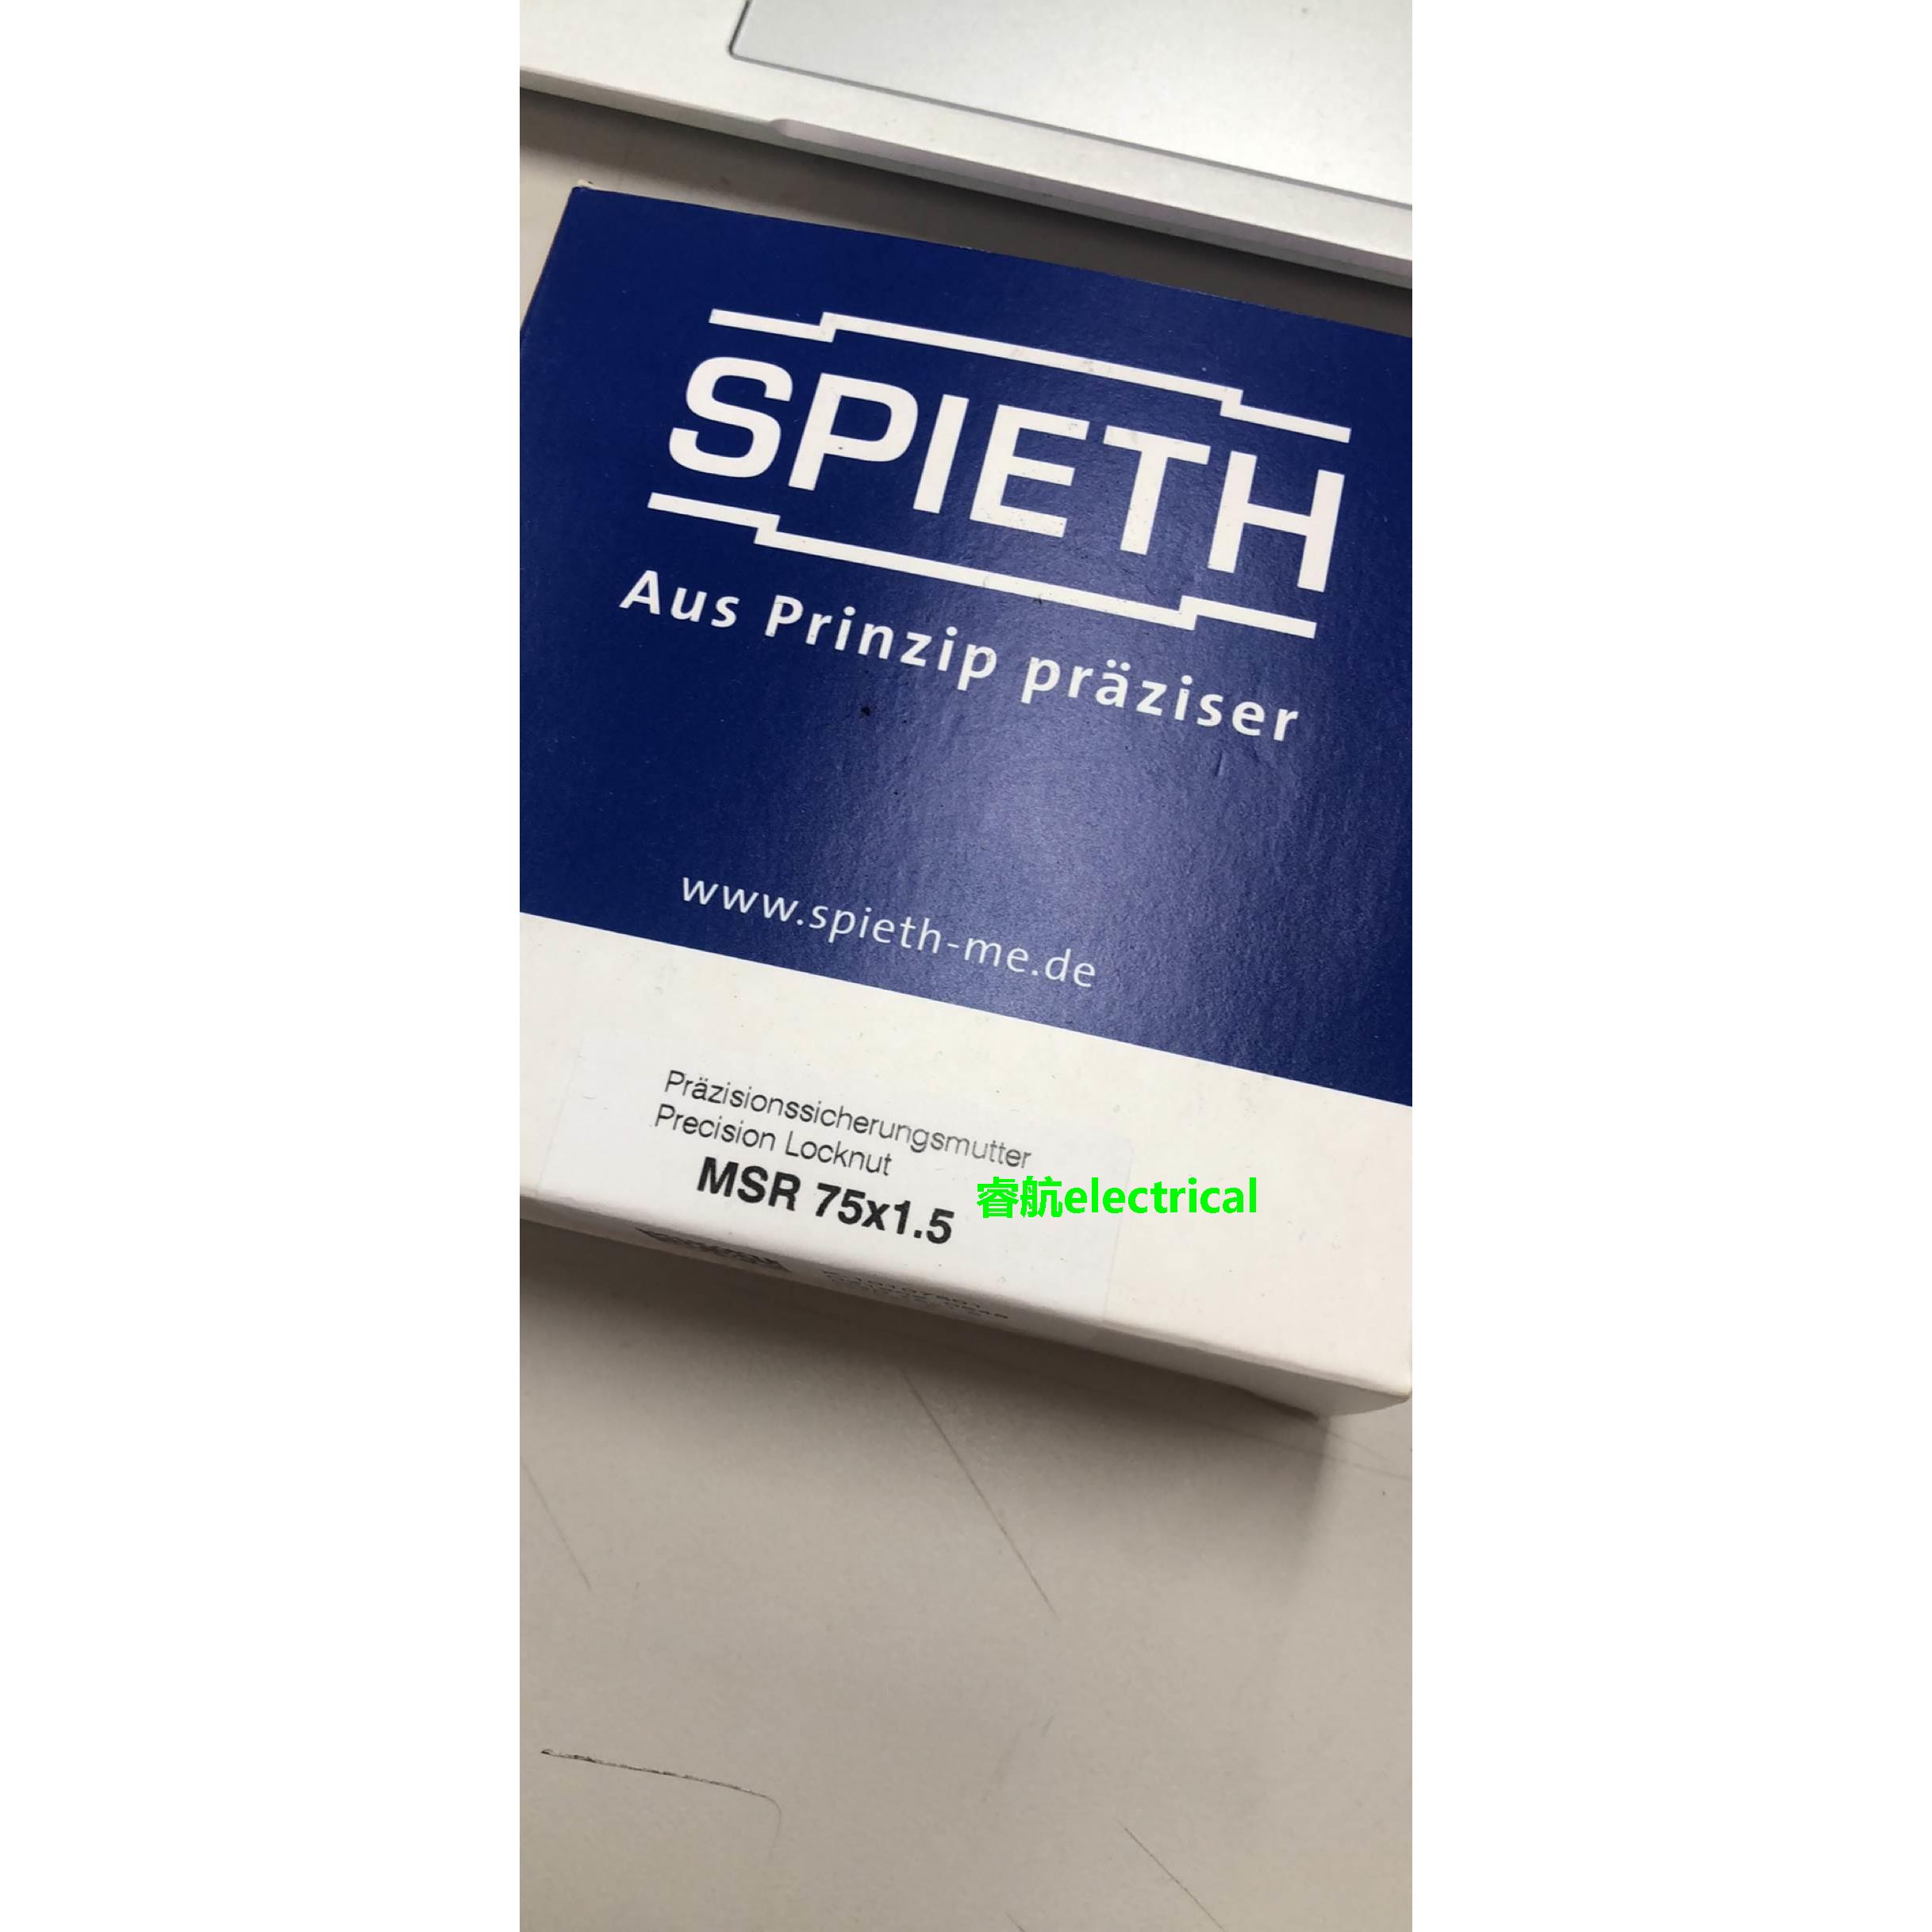 SPIETH
Aus Prinzip präziser
www.spieth-me.de
Präzisionssicherungsmutter
Precision Locknut
MSR 75x1.5
睿航electrical